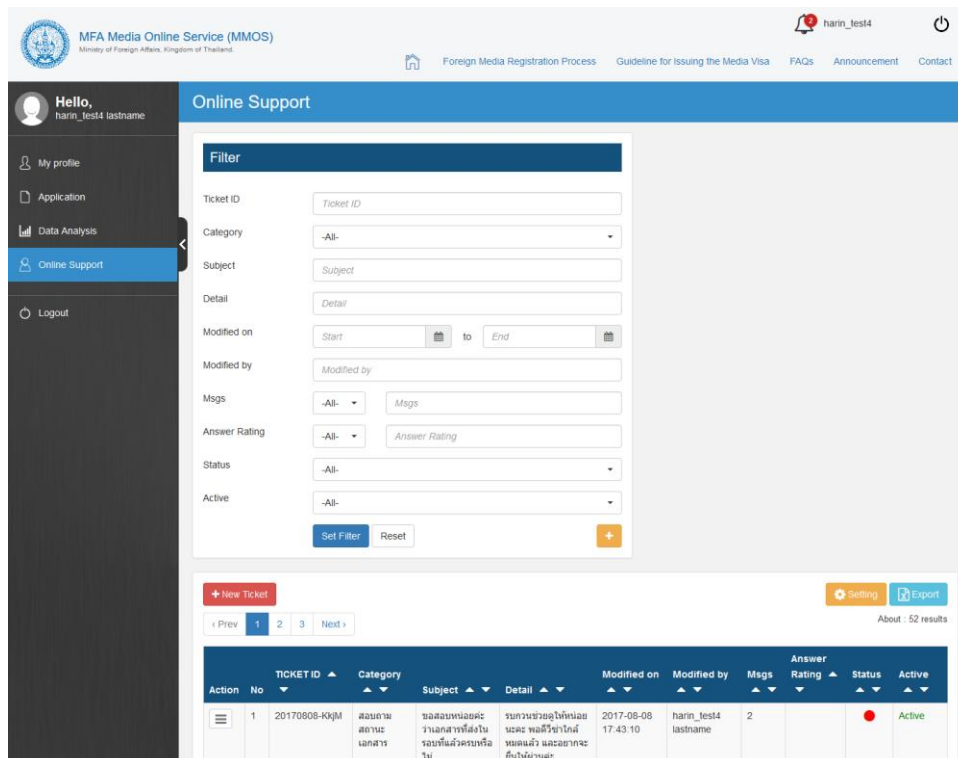 MFA Media Online Service (MMOS)
Ministry of Foreign Affairs, Kingdom of Thailand.
2
harin_test4
Foreign Media Registration Process
Guideline for Issuing the Media Visa
FAQs
Announcement
Contact
Hello,
harin_test4 lastname
My profile
Application
Data Analysis
Online Support
Logout
Online Support
Filter
Ticket ID
Ticket ID
Category
-All-
Subject
Subject
Detail
Detail
Modified on
Start
to
End
Modified by
Modified by
Msgs
-All-
Msgs
Answer Rating
-All-
Answer Rating
Status
-All-
Active
-All-
Set Filter
Reset
+
+ New Ticket
Setting
Export
‹ Prev 1 2 3 Next ›
About : 52 results
Action No TICKET ID Category Subject Detail Modified on Modified by Msgs Answer Rating Status Active
1
20170808-KkjM
สอบถาม
สถานะ
เอกสาร
ขอสอบหน่อยค่ะ
ว่าเอกสารที่ส่งใน
รอบที่แล้วครบหรือ
ไม่
รบกวนช่วยดูให้หน่อย
นะคะ พอดีวีซ่าใกล้
หมดแล้ว และอยากจะ
ยื่นให้ผ่านค่ะ
2017-08-08
17:43:10
harin_test4
lastname
2
Active